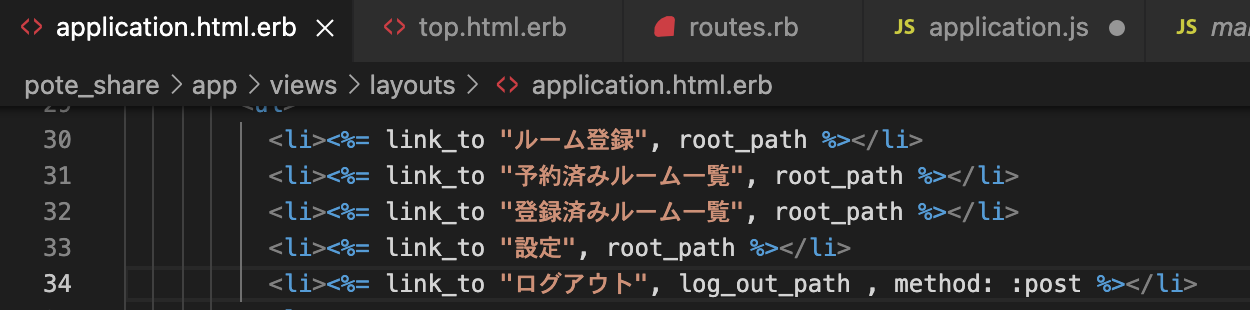 <> application.html.erb × <> top.html.erb routes.rb JS application.js ● JS
pote_share > app > views > layouts > <> application.html.erb
30 <li><%= link_to "ルーム登録", root_path %></li>
31 <li><%= link_to "予約済みルーム一覧", root_path %></li>
32 <li><%= link_to "登録済みルーム一覧", root_path %></li>
33 <li><%= link_to "設定", root_path %></li>
34 <li><%= link_to "ログアウト", log_out_path , method: :post %></li>